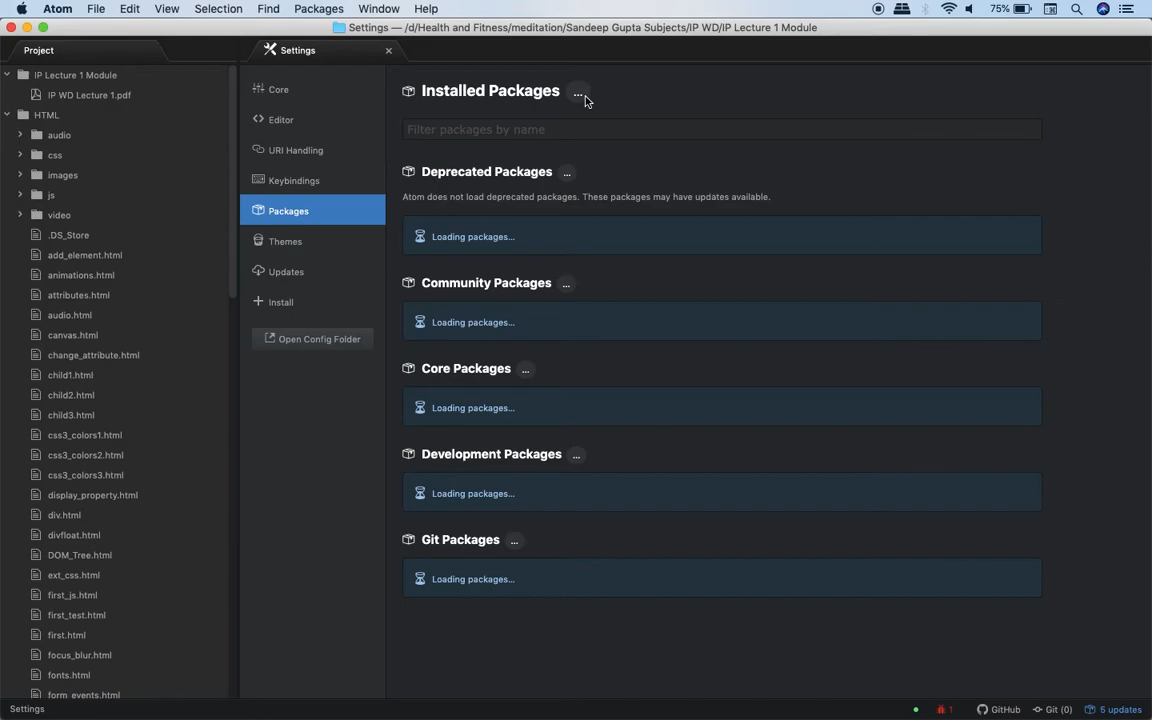 Atom File Edit View Selection Find Packages Window Help 75%
Settings — /d/Health and Fitness/meditation/Sandeep Gupta Subjects/IP WD/IP Lecture 1 Module
Project
Settings
IP Lecture 1 Module
IP WD Lecture 1.pdf
HTML
audio
css
images
js
video
.DS_Store
add_element.html
animations.html
attributes.html
audio.html
canvas.html
change_attribute.html
child1.html
child2.html
child3.html
css3_colors1.html
css3_colors2.html
css3_colors3.html
display_property.html
div.html
divfloat.html
DOM_Tree.html
ext_css.html
first_js.html
first_test.html
first.html
focus_blur.html
fonts.html
form_events.html
Core
Editor
URI Handling
Keybindings
Packages
Themes
Updates
Install
Open Config Folder
Installed Packages ...
Filter packages by name
Deprecated Packages ...
Atom does not load deprecated packages. These packages may have updates available.
Loading packages...
Community Packages ...
Loading packages...
Core Packages ...
Loading packages...
Development Packages ...
Loading packages...
Git Packages ...
Loading packages...
Settings
1 GitHub Git (0) 5 updates